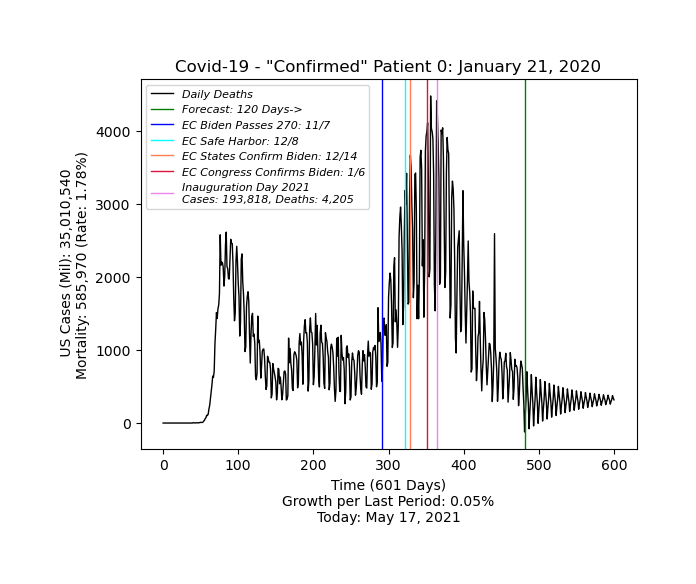 Covid-19 - "Confirmed" Patient 0: January 21, 2020
Daily Deaths
Forecast: 120 Days->
EC Biden Passes 270: 11/7
EC Safe Harbor: 12/8
EC States Confirm Biden: 12/14
EC Congress Confirms Biden: 1/6
Inauguration Day 2021
Cases: 193,818, Deaths: 4,205
4000
3000
2000
1000
0
US Cases (Mil): 35,010,540
Mortality: 585,970 (Rate: 1.78%)
0 100 200 300 400 500 600
Time (601 Days)
Growth per Last Period: 0.05%
Today: May 17, 2021